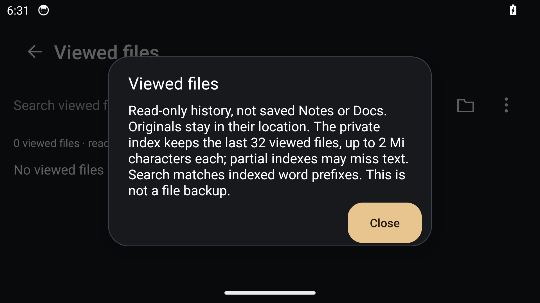 6:31
Viewed files
Search viewed f
0 viewed files · read
No viewed files
Viewed files
Read-only history, not saved Notes or Docs.
Originals stay in their location. The private
index keeps the last 32 viewed files, up to 2 Mi
characters each; partial indexes may miss text.
Search matches indexed word prefixes. This is
not a file backup.
Close